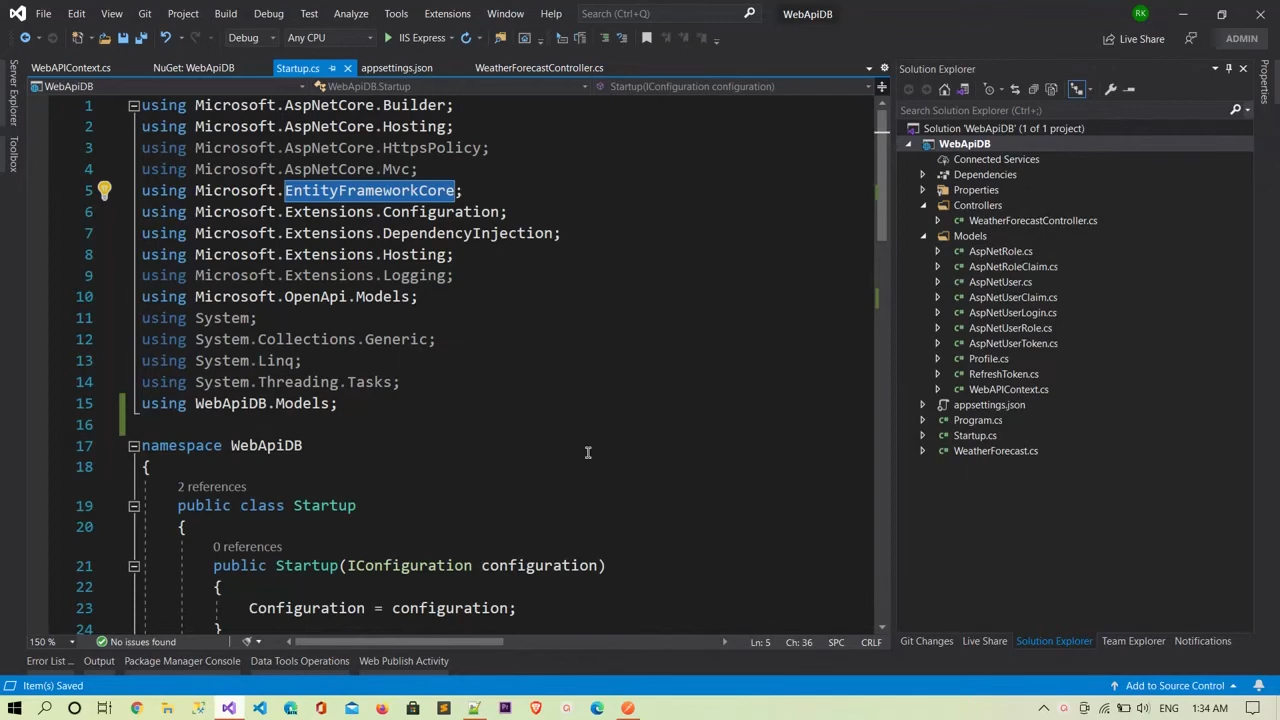 File Edit View Git Project Build Debug Test Analyze Tools Extensions Window Help Search (Ctrl+Q) WebApiDB RK
Debug Any CPU IIS Express Live Share ADMIN
WebAPIContext.cs NuGet: WebApiDB Startup.cs appsettings.json WeatherForecastController.cs
WebApiDB WebApiDB.Startup Startup(IConfiguration configuration)
Server Explorer
Toolbox
1 using Microsoft.AspNetCore.Builder;
2 using Microsoft.AspNetCore.Hosting;
3 using Microsoft.AspNetCore.HttpsPolicy;
4 using Microsoft.AspNetCore.Mvc;
5 using Microsoft.EntityFrameworkCore;
6 using Microsoft.Extensions.Configuration;
7 using Microsoft.Extensions.DependencyInjection;
8 using Microsoft.Extensions.Hosting;
9 using Microsoft.Extensions.Logging;
10 using Microsoft.OpenApi.Models;
11 using System;
12 using System.Collections.Generic;
13 using System.Linq;
14 using System.Threading.Tasks;
15 using WebApiDB.Models;
16
17 namespace WebApiDB
18 {
2 references
19 public class Startup
20 {
0 references
21 public Startup(IConfiguration configuration)
22 {
23 Configuration = configuration;
24 }
150 % No issues found Ln: 5 Ch: 36 SPC CRLF
Solution Explorer
Search Solution Explorer (Ctrl+;)
Solution 'WebApiDB' (1 of 1 project)
WebApiDB
Connected Services
Dependencies
Properties
Controllers
WeatherForecastController.cs
Models
AspNetRole.cs
AspNetRoleClaim.cs
AspNetUser.cs
AspNetUserClaim.cs
AspNetUserLogin.cs
AspNetUserRole.cs
AspNetUserToken.cs
Profile.cs
RefreshToken.cs
WebAPIContext.cs
appsettings.json
Program.cs
Startup.cs
WeatherForecast.cs
Properties
Git Changes Live Share Solution Explorer Team Explorer Notifications
Error List ... Output Package Manager Console Data Tools Operations Web Publish Activity
Item(s) Saved Add to Source Control
ENG 1:34 AM